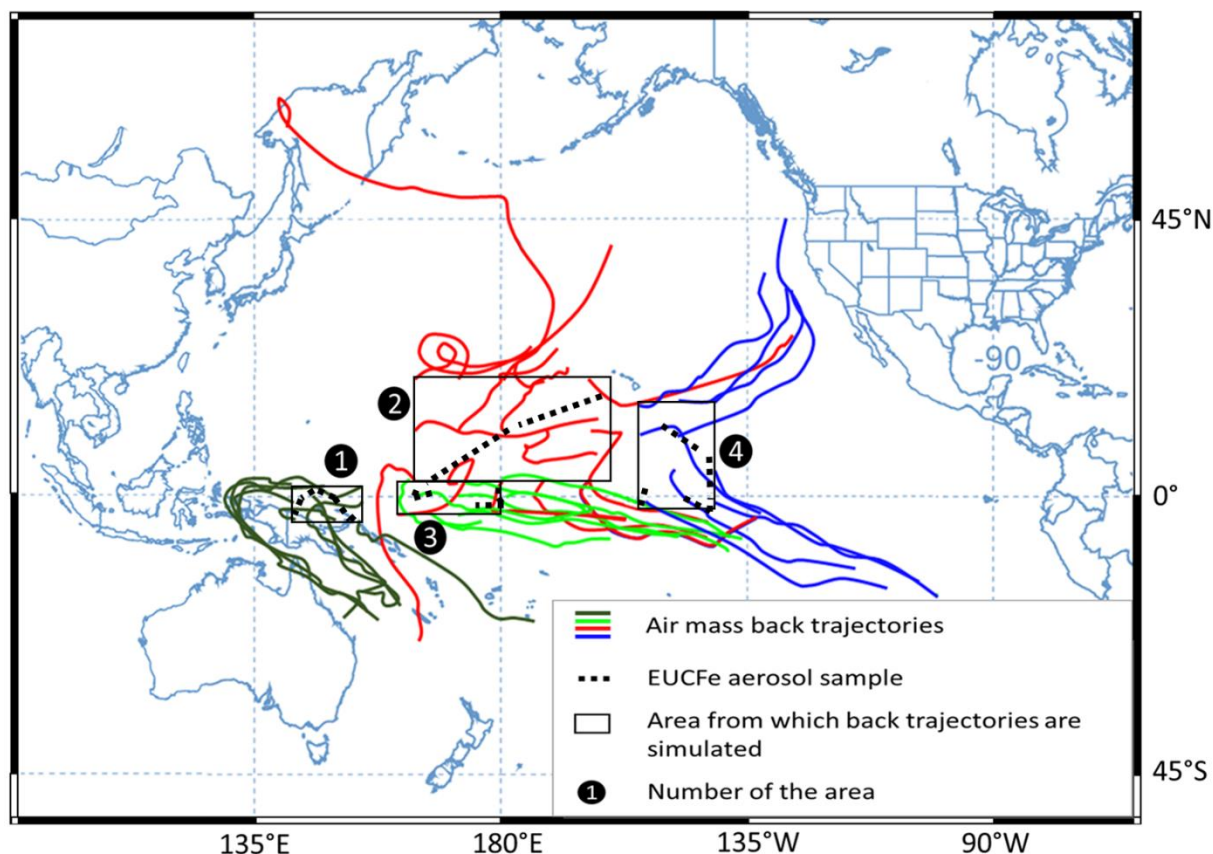 45°N
2
-90
1
4
0°
3
Air mass back trajectories
EUCFe aerosol sample
Area from which back trajectories are
simulated
1 Number of the area
45°S
135°E 180°E 135°W 90°W